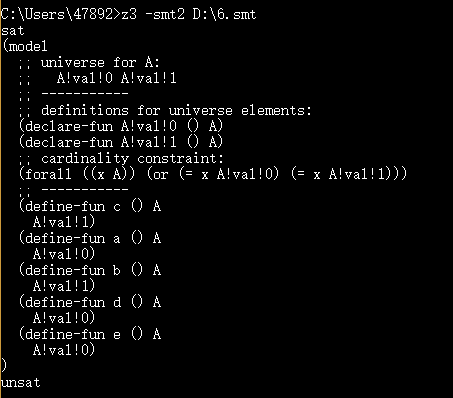 C:\Users\47892>z3 -smt2 D:\6.smt
sat
(model
  ;; universe for A:
  ;;   A!val!0 A!val!1
  ;; -----------
  ;; definitions for universe elements:
  (declare-fun A!val!0 () A)
  (declare-fun A!val!1 () A)
  ;; cardinality constraint:
  (forall ((x A)) (or (= x A!val!0) (= x A!val!1)))
  ;; -----------
  (define-fun c () A
    A!val!1)
  (define-fun a () A
    A!val!0)
  (define-fun b () A
    A!val!1)
  (define-fun d () A
    A!val!0)
  (define-fun e () A
    A!val!0)
)
unsat